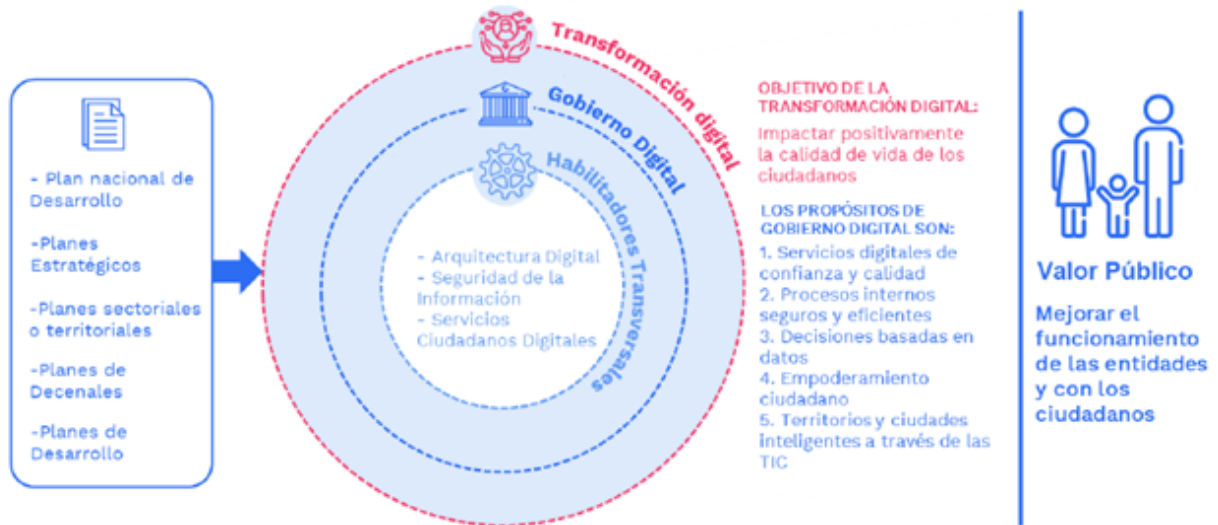 - Plan nacional de
Desarrollo
-Planes
Estratégicos
-Planes sectoriales
o territoriales
-Planes de
Decenales
-Planes de
Desarrollo
Transformación digital
Gobierno Digital
Habilitadores Transversales
- Arquitectura Digital
- Seguridad de la
Información
- Servicios
Ciudadanos Digitales
OBJETIVO DE LA
TRANSFORMACIÓN DIGITAL:
Impactar positivamente
la calidad de vida de los
ciudadanos
LOS PROPÓSITOS DE
GOBIERNO DIGITAL SON:
1. Servicios digitales de
confianza y calidad
2. Procesos internos
seguros y eficientes
3. Decisiones basadas en
datos
4. Empoderamiento
ciudadano
5. Territorios y ciudades
inteligentes a través de las
TIC
Valor Público
Mejorar el
funcionamiento
de las entidades
y con los
ciudadanos